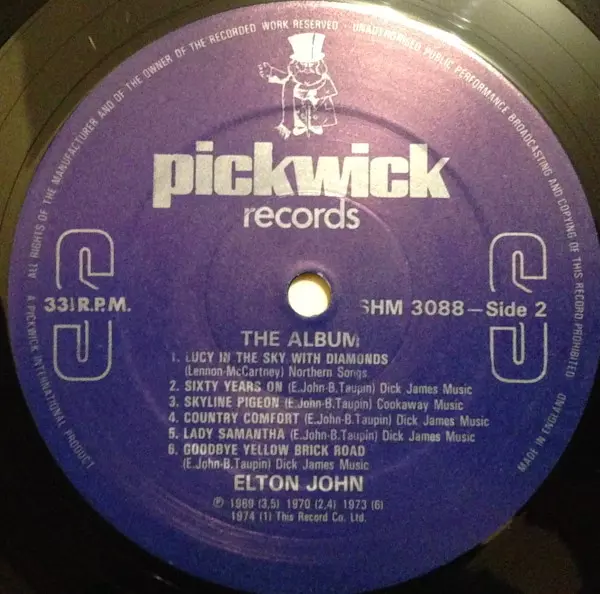 ALL RIGHTS OF THE MANUFACTURER AND OF THE OWNER OF THE RECORDED WORK RESERVED - UNAUTHORISED PUBLIC PERFORMANCE BROADCASTING AND COPYING OF THIS RECORD PROHIBITED
pickwick
records
33⅓ R.P.M.
SHM 3088 — Side 2
THE ALBUM
1. LUCY IN THE SKY WITH DIAMONDS
(Lennon-McCartney) Northern Songs
2. SIXTY YEARS ON (E.John-B.Taupin) Dick James Music
3. SKYLINE PIGEON (E.John-B.Taupin) Cookaway Music
4. COUNTRY COMFORT (E.John-B.Taupin) Dick James Music
5. LADY SAMANTHA (E.John-B.Taupin) Dick James Music
6. GOODBYE YELLOW BRICK ROAD
(E.John-B.Taupin) Dick James Music
ELTON JOHN
℗ 1969 (3,5) 1970 (2,4) 1973 (6)
1974 (1) This Record Co. Ltd.
A PICKWICK INTERNATIONAL PRODUCT
MADE IN ENGLAND